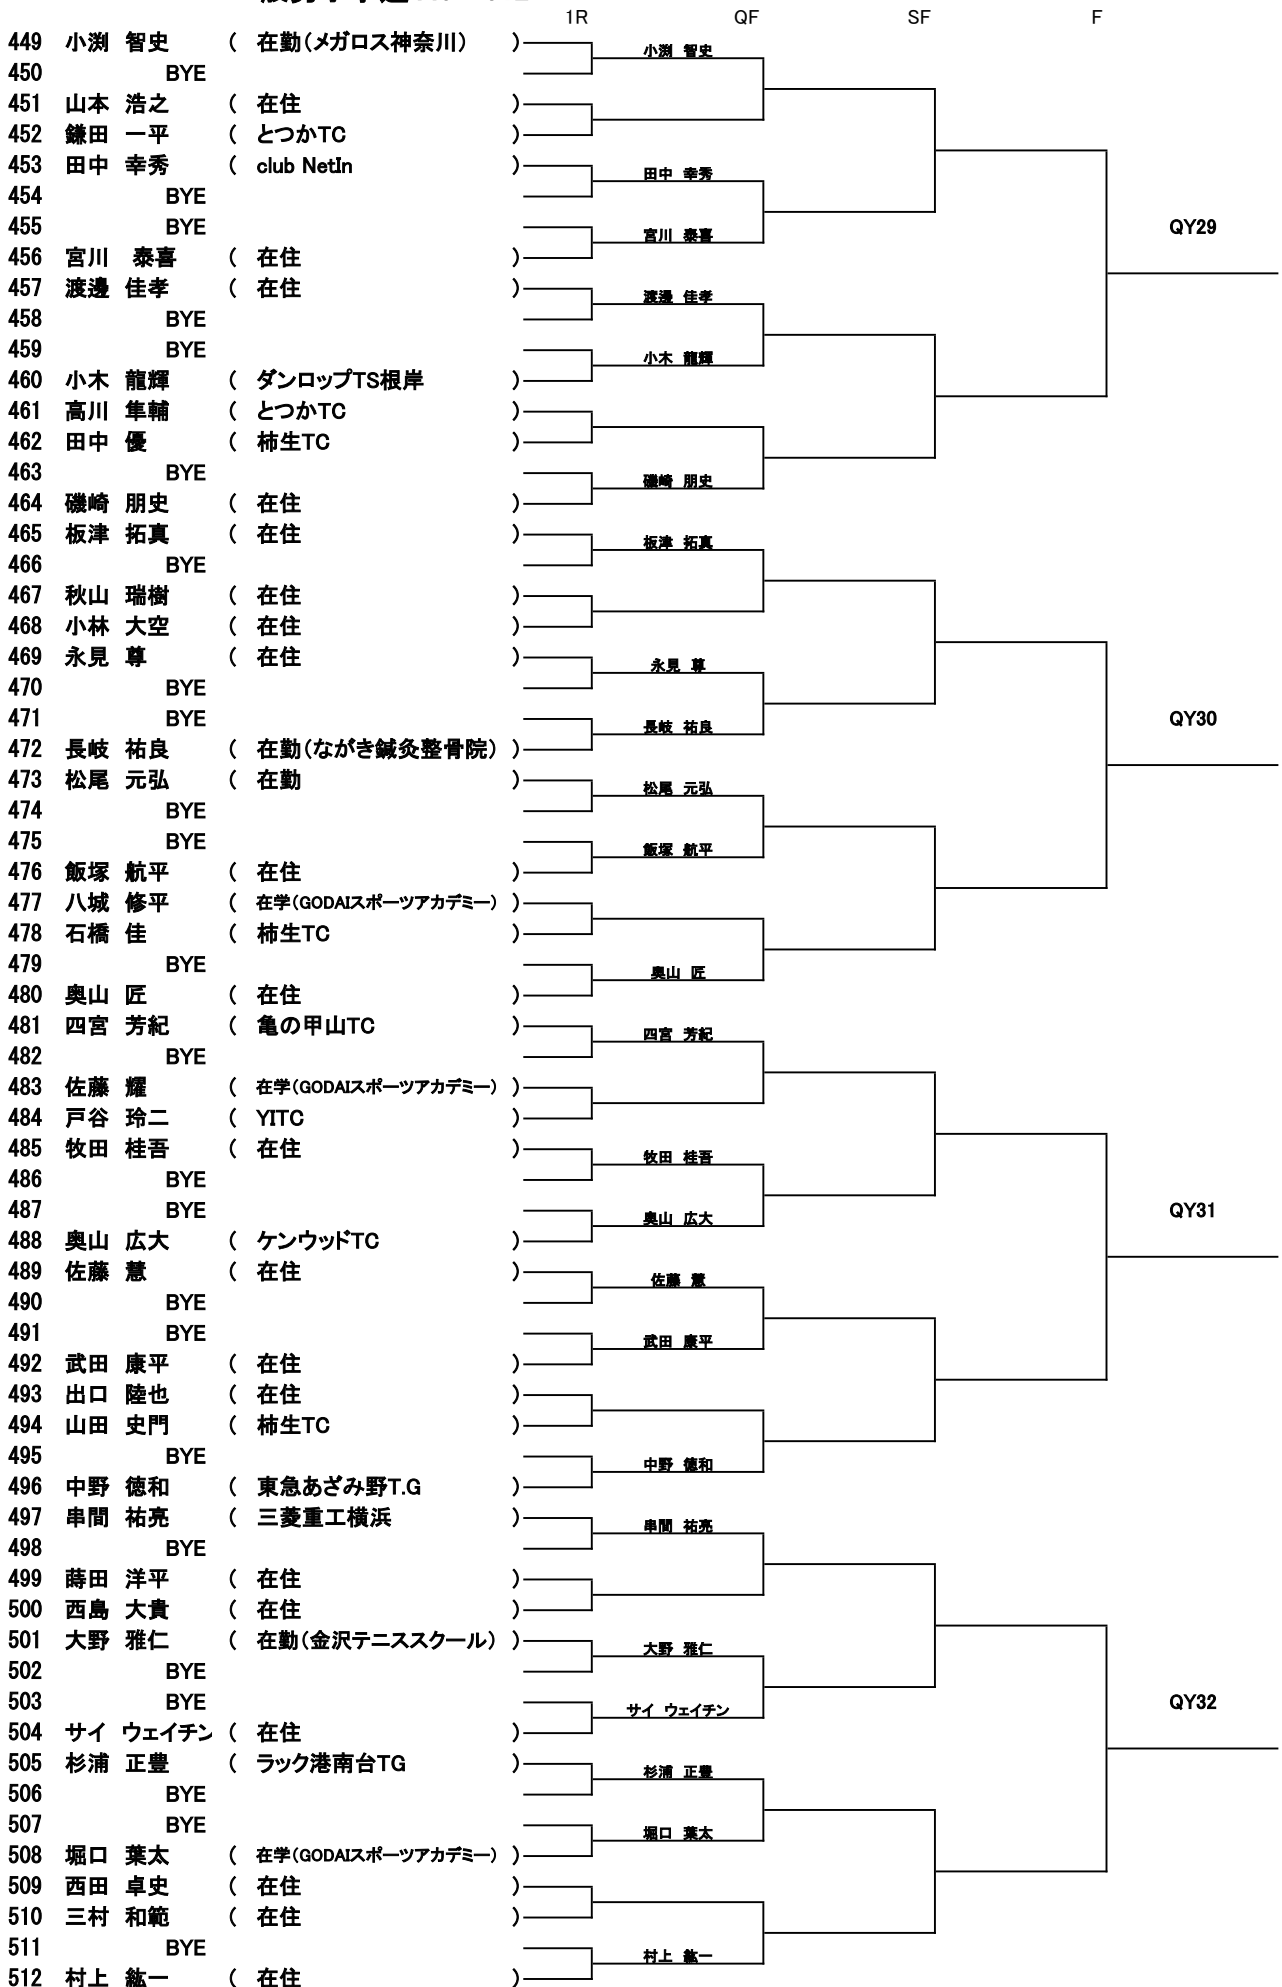 1R QF SF F
449 小渕 智史 ( 在勤(メガロス神奈川) )
小渕 智史
450 BYE
451 山本 浩之 ( 在住 )
452 鎌田 一平 ( とつかTC )
453 田中 幸秀 ( club NetIn )
田中 幸秀
454 BYE
455 BYE
QY29
宮川 泰喜
456 宮川 泰喜 ( 在住 )
457 渡邊 佳孝 ( 在住 )
渡邊 佳孝
458 BYE
459 BYE
小木 龍輝
460 小木 龍輝 ( ダンロップTS根岸 )
461 高川 隼輔 ( とつかTC )
462 田中 優 ( 柿生TC )
463 BYE
磯崎 朋史
464 磯崎 朋史 ( 在住 )
465 板津 拓真 ( 在住 )
板津 拓真
466 BYE
467 秋山 瑞樹 ( 在住 )
468 小林 大空 ( 在住 )
469 永見 尊 ( 在住 )
永見 尊
470 BYE
471 BYE
QY30
長岐 祐良
472 長岐 祐良 ( 在勤(ながき鍼灸整骨院) )
473 松尾 元弘 ( 在勤 )
松尾 元弘
474 BYE
475 BYE
飯塚 航平
476 飯塚 航平 ( 在住 )
477 八城 修平 ( 在学(GODAIスポーツアカデミー) )
478 石橋 佳 ( 柿生TC )
479 BYE
奥山 匠
480 奥山 匠 ( 在住 )
481 四宮 芳紀 ( 亀の甲山TC )
四宮 芳紀
482 BYE
483 佐藤 耀 ( 在学(GODAIスポーツアカデミー) )
484 戸谷 玲二 ( YITC )
485 牧田 桂吾 ( 在住 )
牧田 桂吾
486 BYE
487 BYE
QY31
奥山 広大
488 奥山 広大 ( ケンウッドTC )
489 佐藤 慧 ( 在住 )
佐藤 慧
490 BYE
491 BYE
武田 康平
492 武田 康平 ( 在住 )
493 出口 陸也 ( 在住 )
494 山田 史門 ( 柿生TC )
495 BYE
中野 徳和
496 中野 徳和 ( 東急あざみ野T.G )
497 串間 祐亮 ( 三菱重工横浜 )
串間 祐亮
498 BYE
499 蒔田 洋平 ( 在住 )
500 西島 大貴 ( 在住 )
501 大野 雅仁 ( 在勤(金沢テニススクール) )
大野 雅仁
502 BYE
503 BYE
QY32
サイ ウェイチン
504 サイ ウェイチン ( 在住 )
505 杉浦 正豊 ( ラック港南台TG )
杉浦 正豊
506 BYE
507 BYE
堀口 葉太
508 堀口 葉太 ( 在学(GODAIスポーツアカデミー) )
509 西田 卓史 ( 在住 )
510 三村 和範 ( 在住 )
511 BYE
村上 紘一
512 村上 紘一 ( 在住 )